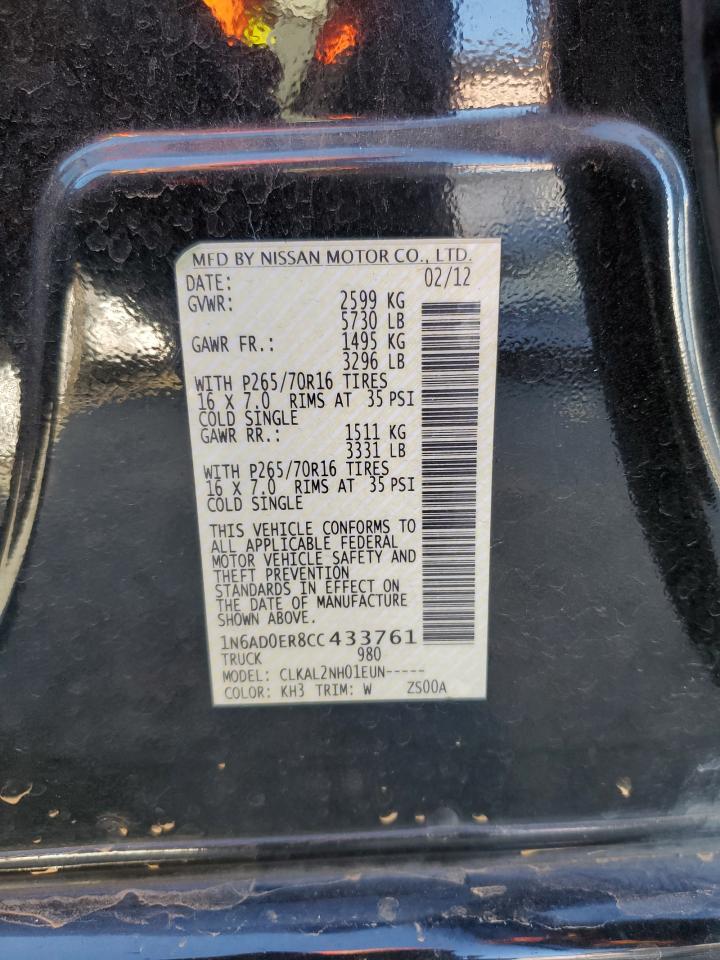 MFD BY NISSAN MOTOR CO., LTD.
DATE: 02/12
GVWR: 2599 KG
5730 LB
GAWR FR.: 1495 KG
3296 LB
WITH P265/70R16 TIRES
16 X 7.0 RIMS AT 35 PSI
COLD SINGLE
GAWR RR.: 1511 KG
3331 LB
WITH P265/70R16 TIRES
16 X 7.0 RIMS AT 35 PSI
COLD SINGLE
THIS VEHICLE CONFORMS TO
ALL APPLICABLE FEDERAL
MOTOR VEHICLE SAFETY AND
THEFT PREVENTION
STANDARDS IN EFFECT ON
THE DATE OF MANUFACTURE
SHOWN ABOVE.
1N6AD0ER8CC433761
TRUCK 980
MODEL: CLKAL2NH01EUN-----
COLOR: KH3 TRIM: W ZS00A